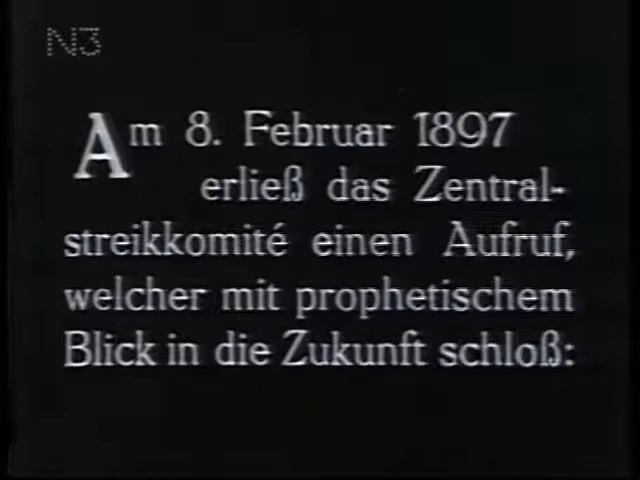 N3
Am 8. Februar 1897
erließ das Zentral-
streikkomité einen Aufruf,
welcher mit prophetischem
Blick in die Zukunft schloß: